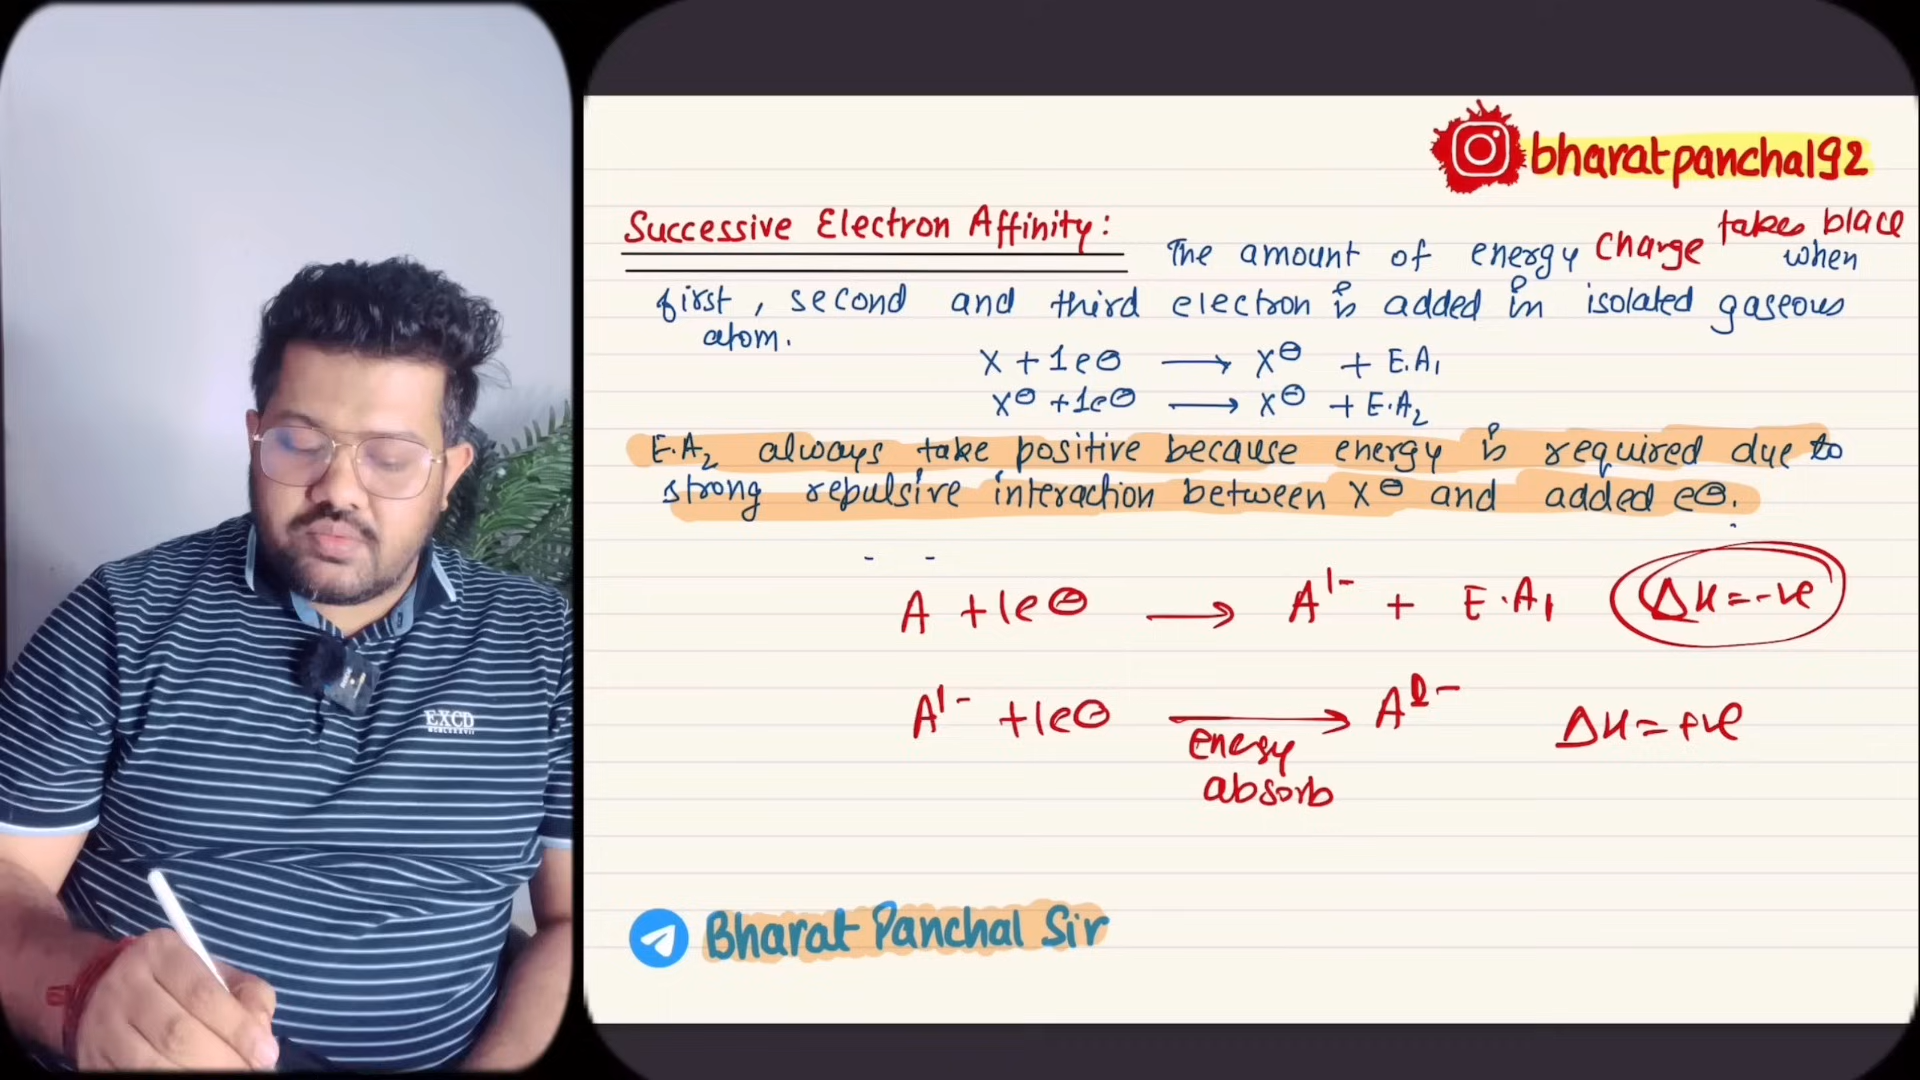 bharatpanchal92
Successive Electron Affinity:
takes place
The amount of energy Charge when
first, second and third electron is added in isolated gaseous
atom.
X + 1e⊖ ⟶ X⊖ + E.A₁
X⊖ + 1e⊖ ⟶ X⊖ + E.A₂
E.A₂ always take positive because energy is required due to
strong repulsive interaction between X⊖ and added e⊖.
A + 1e⊖ ⟶ A¹⁻ + E.A₁ ΔH = -ve
A¹⁻ + 1e⊖ ⟶ A²⁻ ΔH = +ve
energy
absorb
EXCD
Bharat Panchal Sir